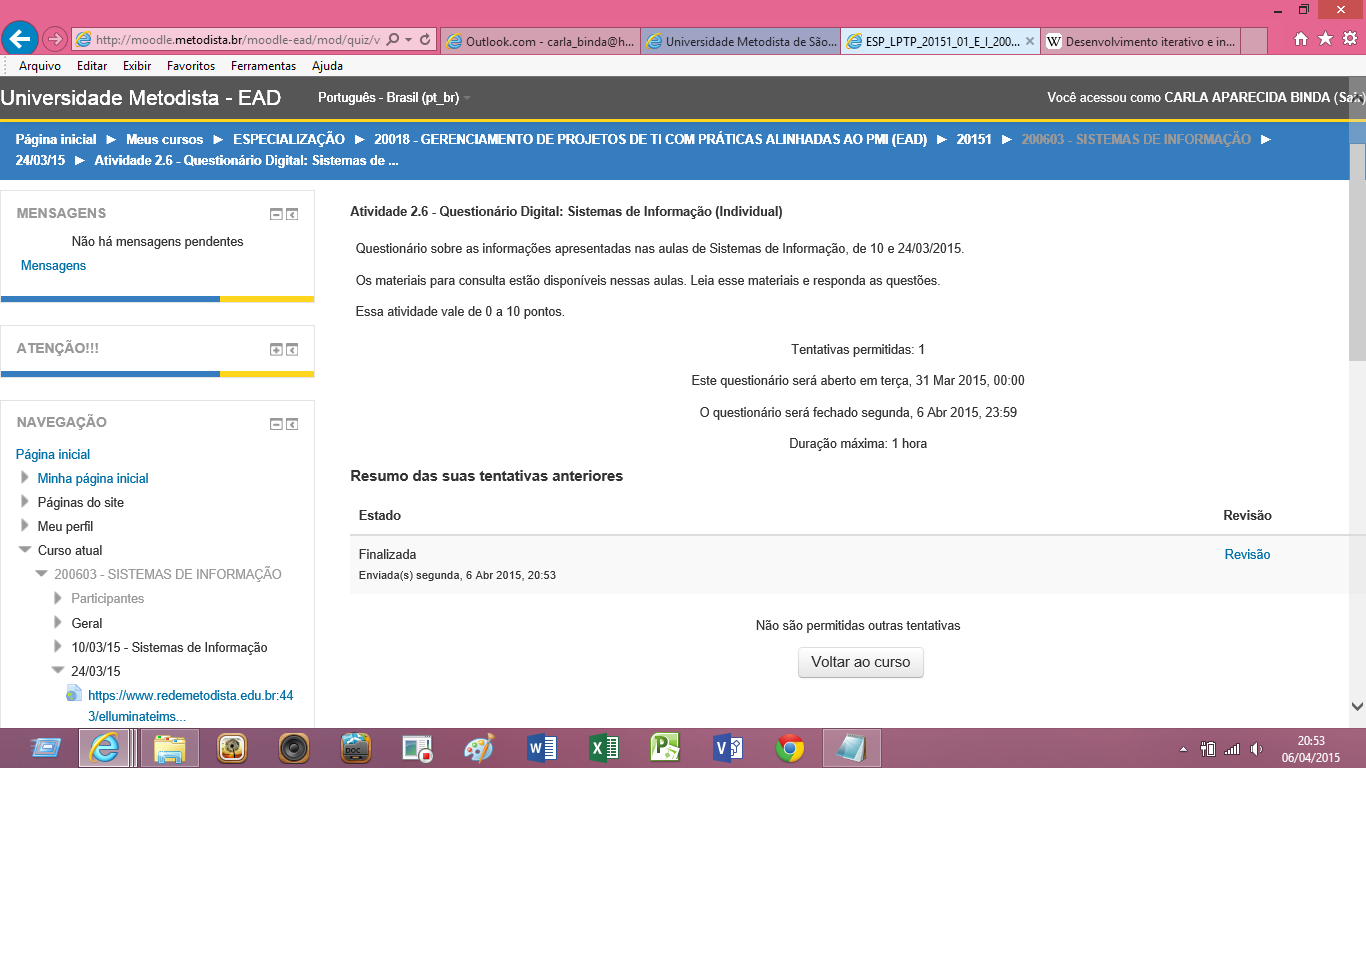 http://moodle.metodista.br/moodle-ead/mod/quiz/v
Outlook.com - carla_binda@h...
Universidade Metodista de São...
ESP_LPTP_20151_01_E_I_200...
W Desenvolvimento iterativo e in...
Arquivo Editar Exibir Favoritos Ferramentas Ajuda
Universidade Metodista - EAD Português - Brasil (pt_br) Você acessou como CARLA APARECIDA BINDA (Sair)
Página inicial ► Meus cursos ► ESPECIALIZAÇÃO ► 20018 - GERENCIAMENTO DE PROJETOS DE TI COM PRÁTICAS ALINHADAS AO PMI (EAD) ► 20151 ► 200603 - SISTEMAS DE INFORMAÇÃO ►
24/03/15 ► Atividade 2.6 - Questionário Digital: Sistemas de ...
MENSAGENS
Não há mensagens pendentes
Mensagens
ATENÇÃO!!!
NAVEGAÇÃO
Página inicial
Minha página inicial
Páginas do site
Meu perfil
Curso atual
200603 - SISTEMAS DE INFORMAÇÃO
Participantes
Geral
10/03/15 - Sistemas de Informação
24/03/15
https://www.redemetodista.edu.br:44
3/elluminateims...
Atividade 2.6 - Questionário Digital: Sistemas de Informação (Individual)
Questionário sobre as informações apresentadas nas aulas de Sistemas de Informação, de 10 e 24/03/2015.
Os materiais para consulta estão disponíveis nessas aulas. Leia esse materiais e responda as questões.
Essa atividade vale de 0 a 10 pontos.
Tentativas permitidas: 1
Este questionário será aberto em terça, 31 Mar 2015, 00:00
O questionário será fechado segunda, 6 Abr 2015, 23:59
Duração máxima: 1 hora
Resumo das suas tentativas anteriores
Estado Revisão
Finalizada Revisão
Enviada(s) segunda, 6 Abr 2015, 20:53
Não são permitidas outras tentativas
Voltar ao curso
20:53
06/04/2015